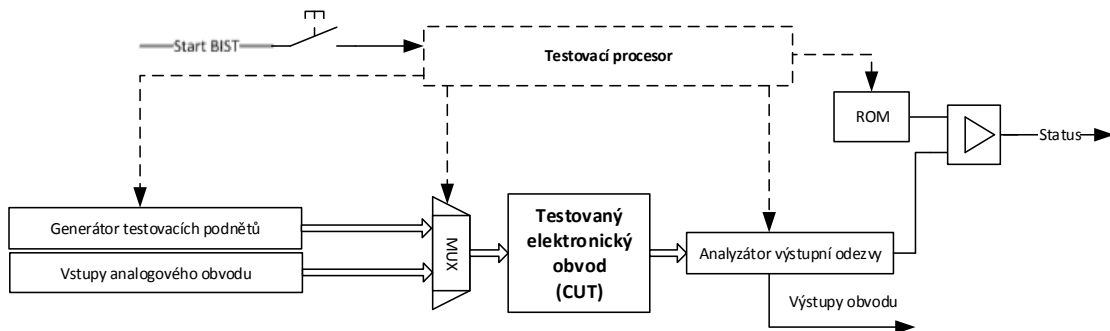 Start BIST
Testovací procesor
ROM
Status
Generátor testovacích podnětů
Vstupy analogového obvodu
MUX
Testovaný
elektronický
obvod
(CUT)
Analyzátor výstupní odezvy
Výstupy obvodu